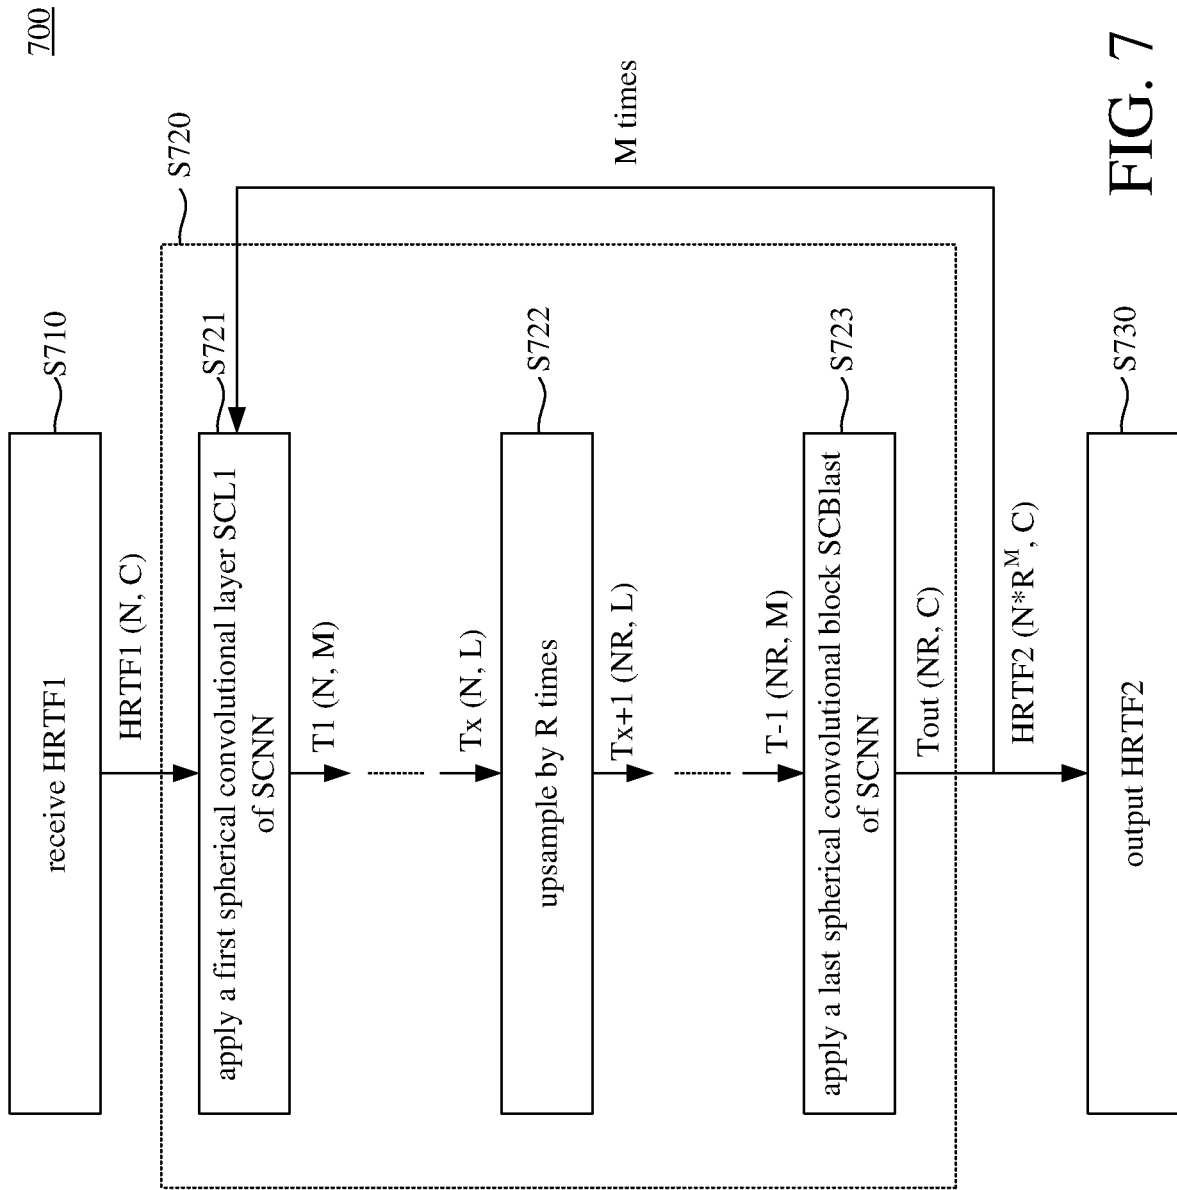 700
receive HRTF1
S710
HRTF1 (N, C)
S720
apply a first spherical convolutional layer SCL1
of SCNN
S721
M times
T1 (N, M)
Tx (N, L)
upsample by R times
S722
Tx+1 (NR, L)
T-1 (NR, M)
apply a last spherical convolutional block SCBlast
of SCNN
S723
Tout (NR, C)
HRTF2 (N*R^M, C)
output HRTF2
S730
FIG. 7